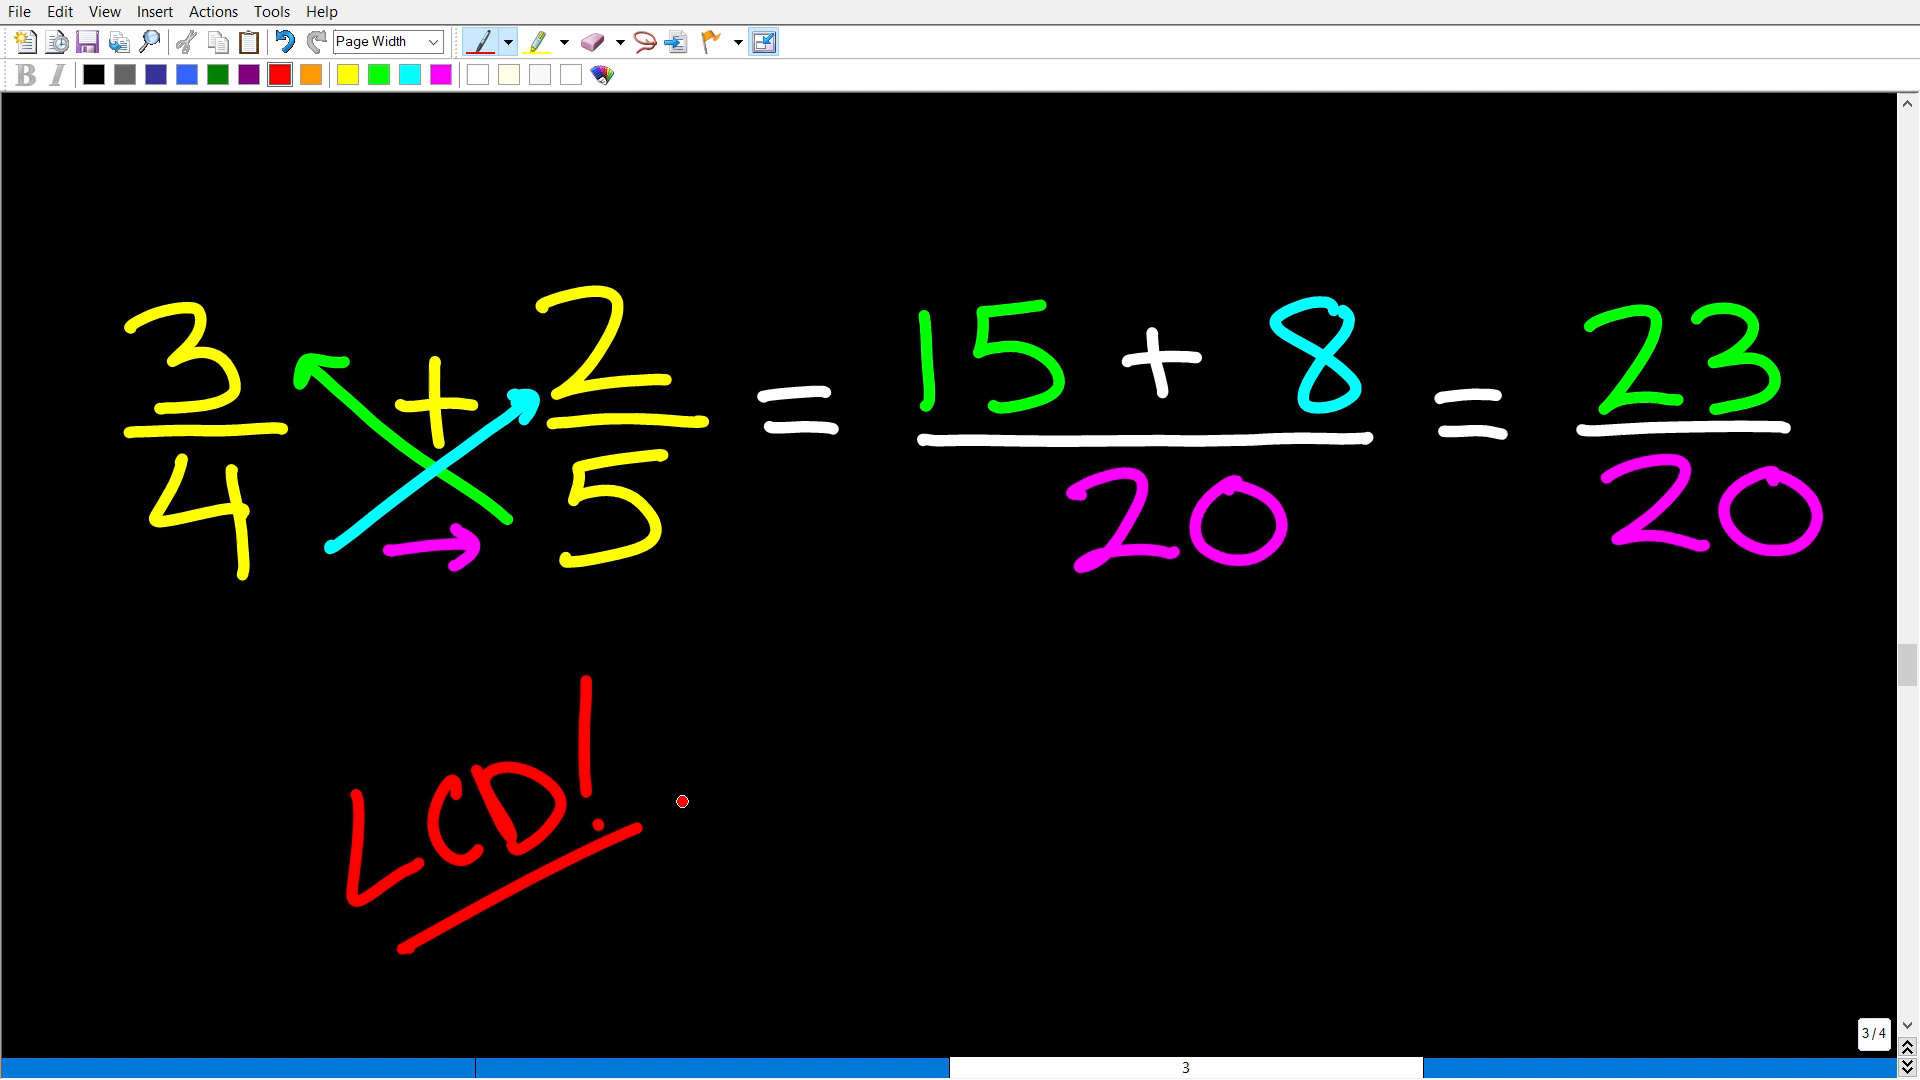 File Edit View Insert Actions Tools Help
Page Width
B I
3/4 + 2/5 = 15 + 8/20 = 23/20
LCD!
3 / 4
3